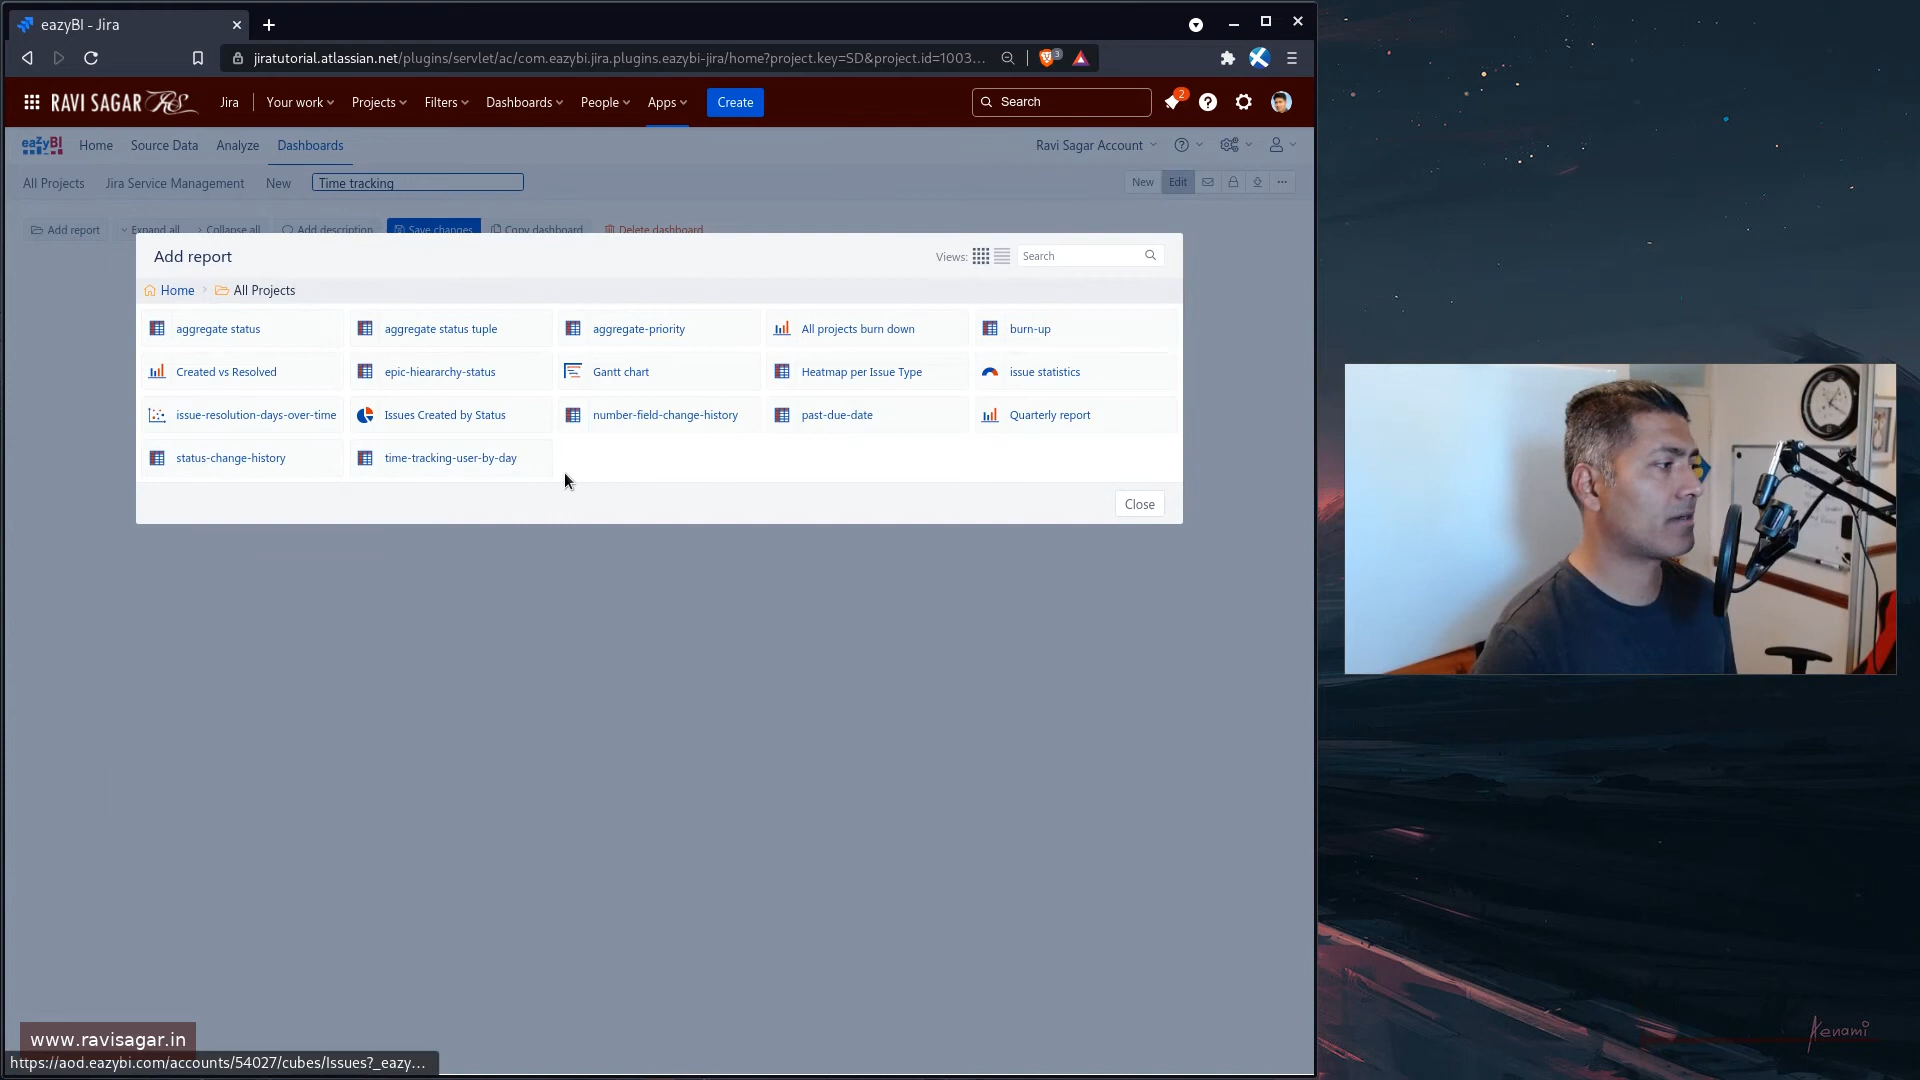 eazyBI - Jira
jiratutorial.atlassian.net/plugins/servlet/ac/com.eazybi.jira.plugins.eazybi-jira/home?project.key=SD&project.id=1003...
3
RAVI SAGAR RS
Jira
Your work
Projects
Filters
Dashboards
People
Apps
Create
Search
2
eazyBI
Home
Source Data
Analyze
Dashboards
Ravi Sagar Account
All Projects
Jira Service Management
New
Time tracking
New
Edit
Add report
Expand all
Collapse all
Add description
Save changes
Copy dashboard
Delete dashboard
Add report
Views:
Search
Home
All Projects
aggregate status
aggregate status tuple
aggregate-priority
All projects burn down
burn-up
Created vs Resolved
epic-hieararchy-status
Gantt chart
Heatmap per Issue Type
issue statistics
issue-resolution-days-over-time
Issues Created by Status
number-field-change-history
past-due-date
Quarterly report
status-change-history
time-tracking-user-by-day
Close
www.ravisagar.in
https://aod.eazybi.com/accounts/54027/cubes/Issues?_eazy...
Kenami